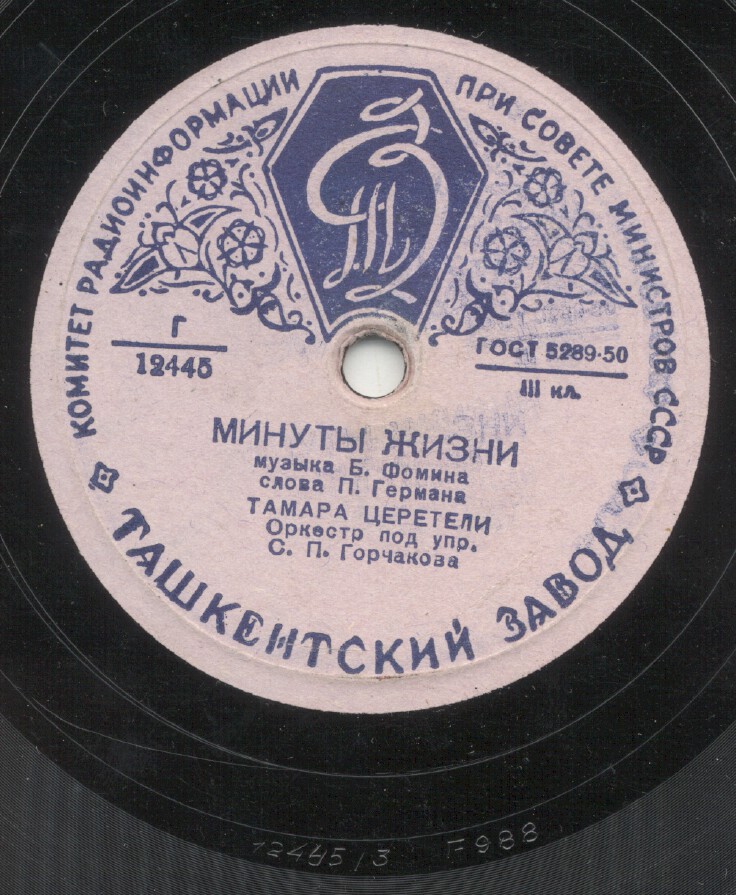 КОМИТЕТ РАДИОИНФОРМАЦИИ ПРИ СОВЕТЕ МИНИСТРОВ СССР
Г
12445
ГОСТ 5289-50
III кл.
МИНУТЫ ЖИЗНИ
музыка Б. Фомина
слова П. Германа
ТАМАРА ЦЕРЕТЕЛИ
Оркестр под упр.
С. П. Горчакова
ТАШКЕНТСКИЙ ЗАВОД
12445/3 F988